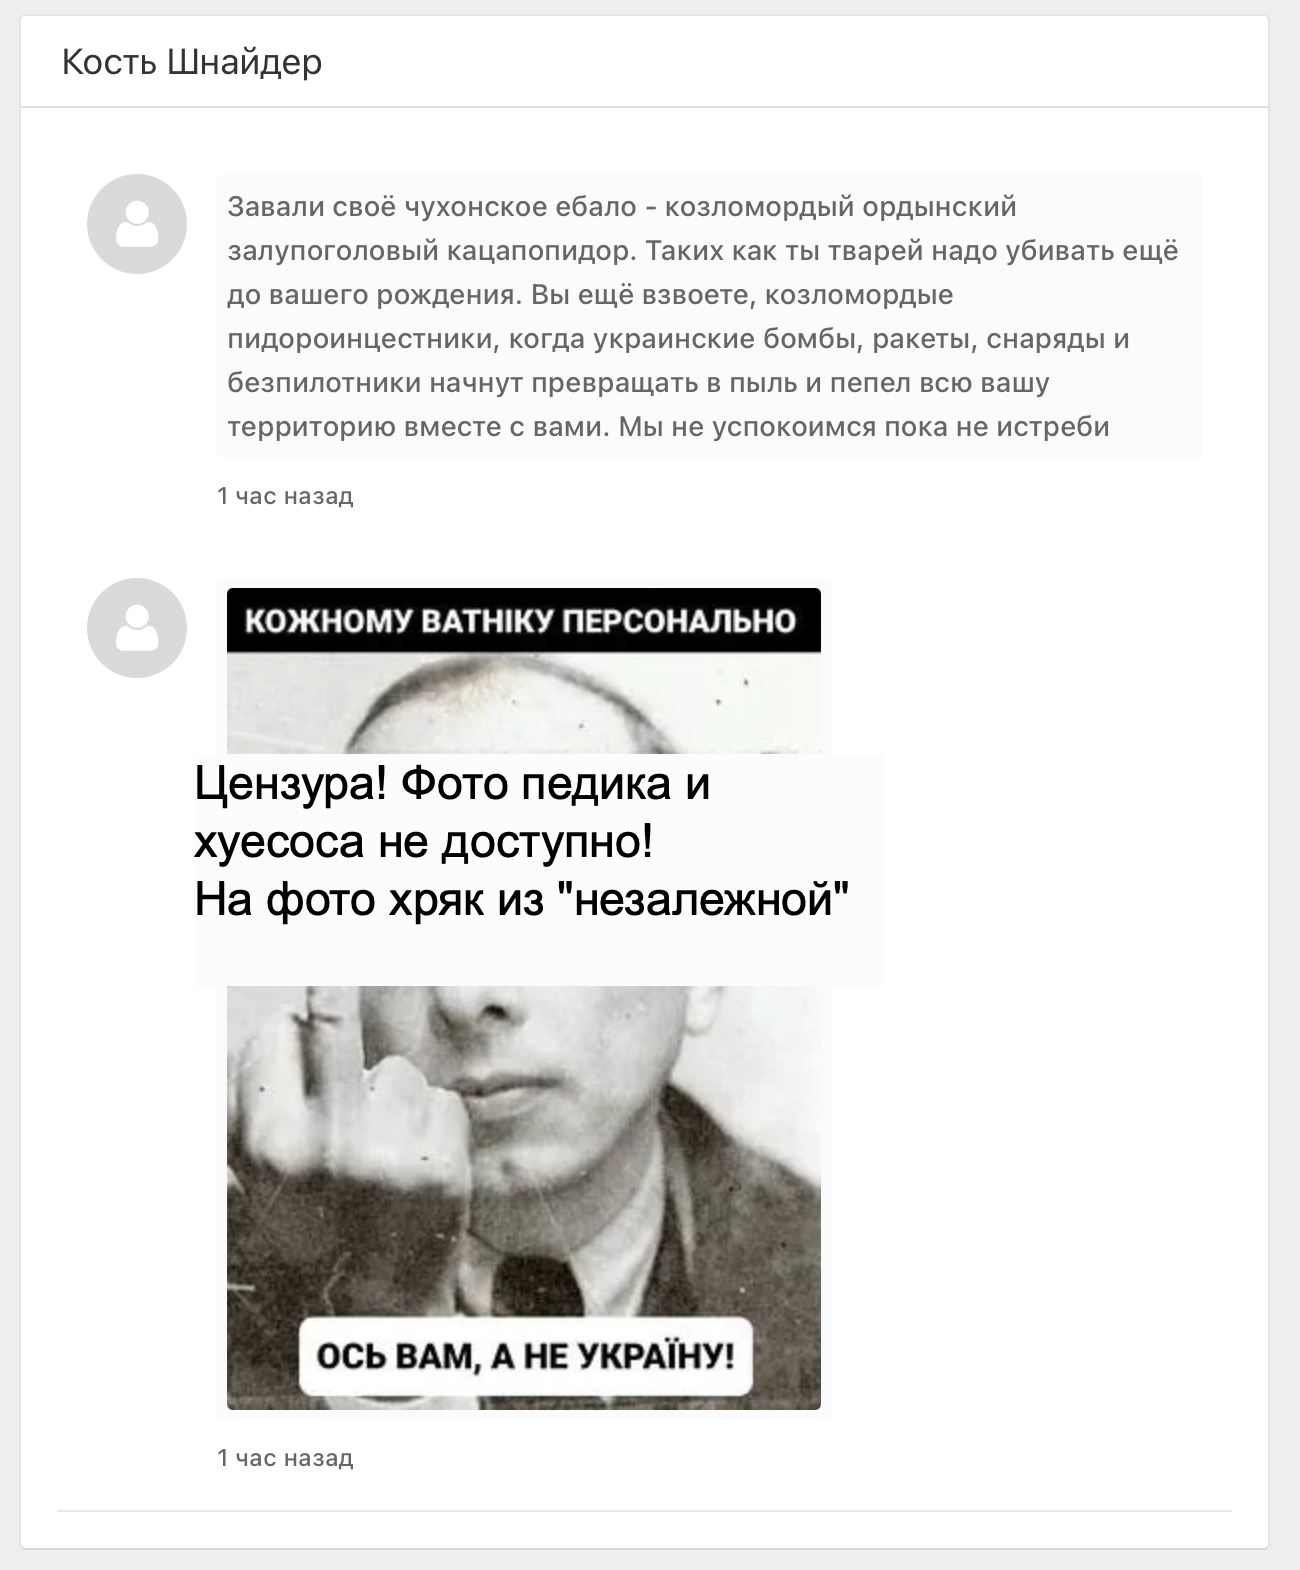 Кость Шнайдер
Завали своё чухонское ебало - козломордый ордынский
залупоголовый кацапопидор. Таких как ты тварей надо убивать ещё
до вашего рождения. Вы ещё взвоете, козломордые
пидороинцестники, когда украинские бомбы, ракеты, снаряды и
безпилотники начнут превращать в пыль и пепел всю вашу
территорию вместе с вами. Мы не успокоимся пока не истреби
1 час назад
КОЖНОМУ ВАТНІКУ ПЕРСОНАЛЬНО
Цензура! Фото педика и
хуесоса не доступно!
На фото хряк из "незалежной"
ОСЬ ВАМ, А НЕ УКРАЇНУ!
1 час назад